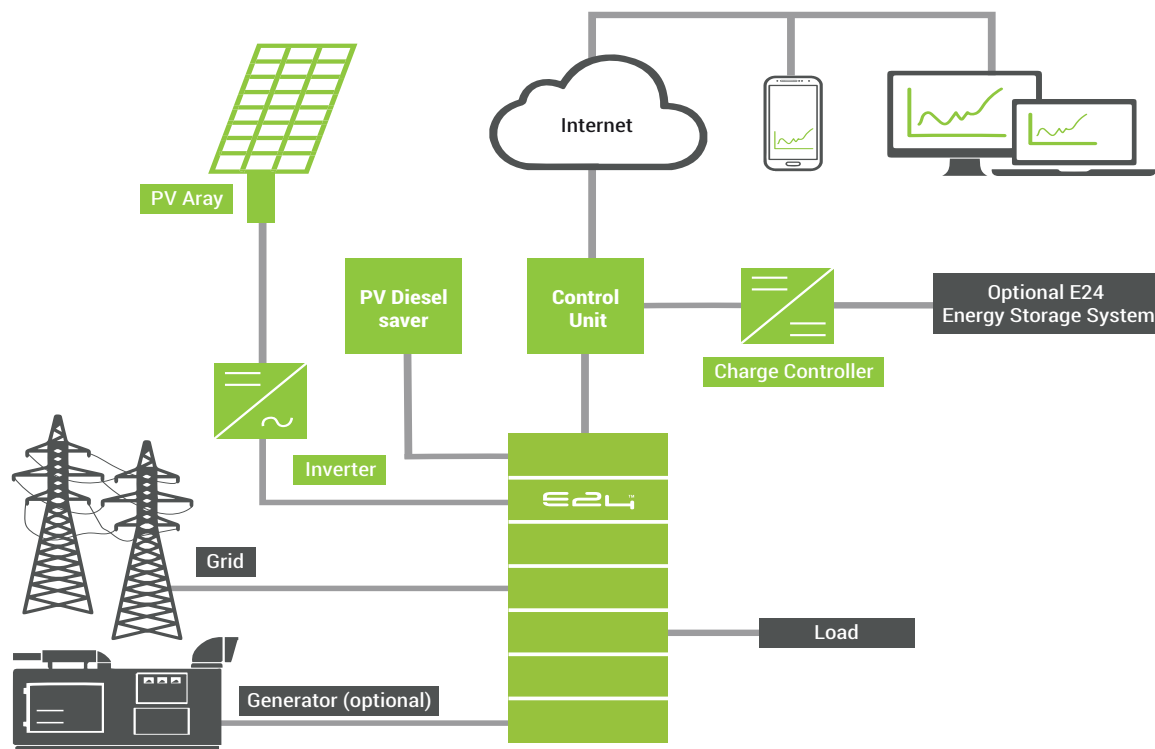 Internet
PV Aray
PV Diesel
saver
Control
Unit
Optional E24
Energy Storage System
Charge Controller
Inverter
E24™
Grid
Load
Generator (optional)